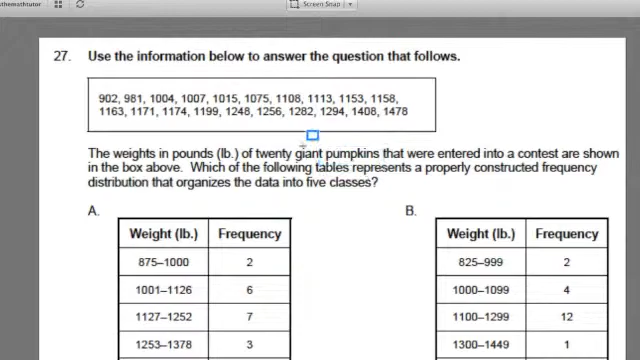 themathtutor
Screen Snap
27. Use the information below to answer the question that follows.
902, 981, 1004, 1007, 1015, 1075, 1108, 1113, 1153, 1158,
1163, 1171, 1174, 1199, 1248, 1256, 1282, 1294, 1408, 1478
The weights in pounds (lb.) of twenty giant pumpkins that were entered into a contest are shown
in the box above. Which of the following tables represents a properly constructed frequency
distribution that organizes the data into five classes?
A.
Weight (lb.) Frequency
875–1000 2
1001–1126 6
1127–1252 7
1253–1378 3
B.
Weight (lb.) Frequency
825–999 2
1000–1099 4
1100–1299 12
1300–1449 1